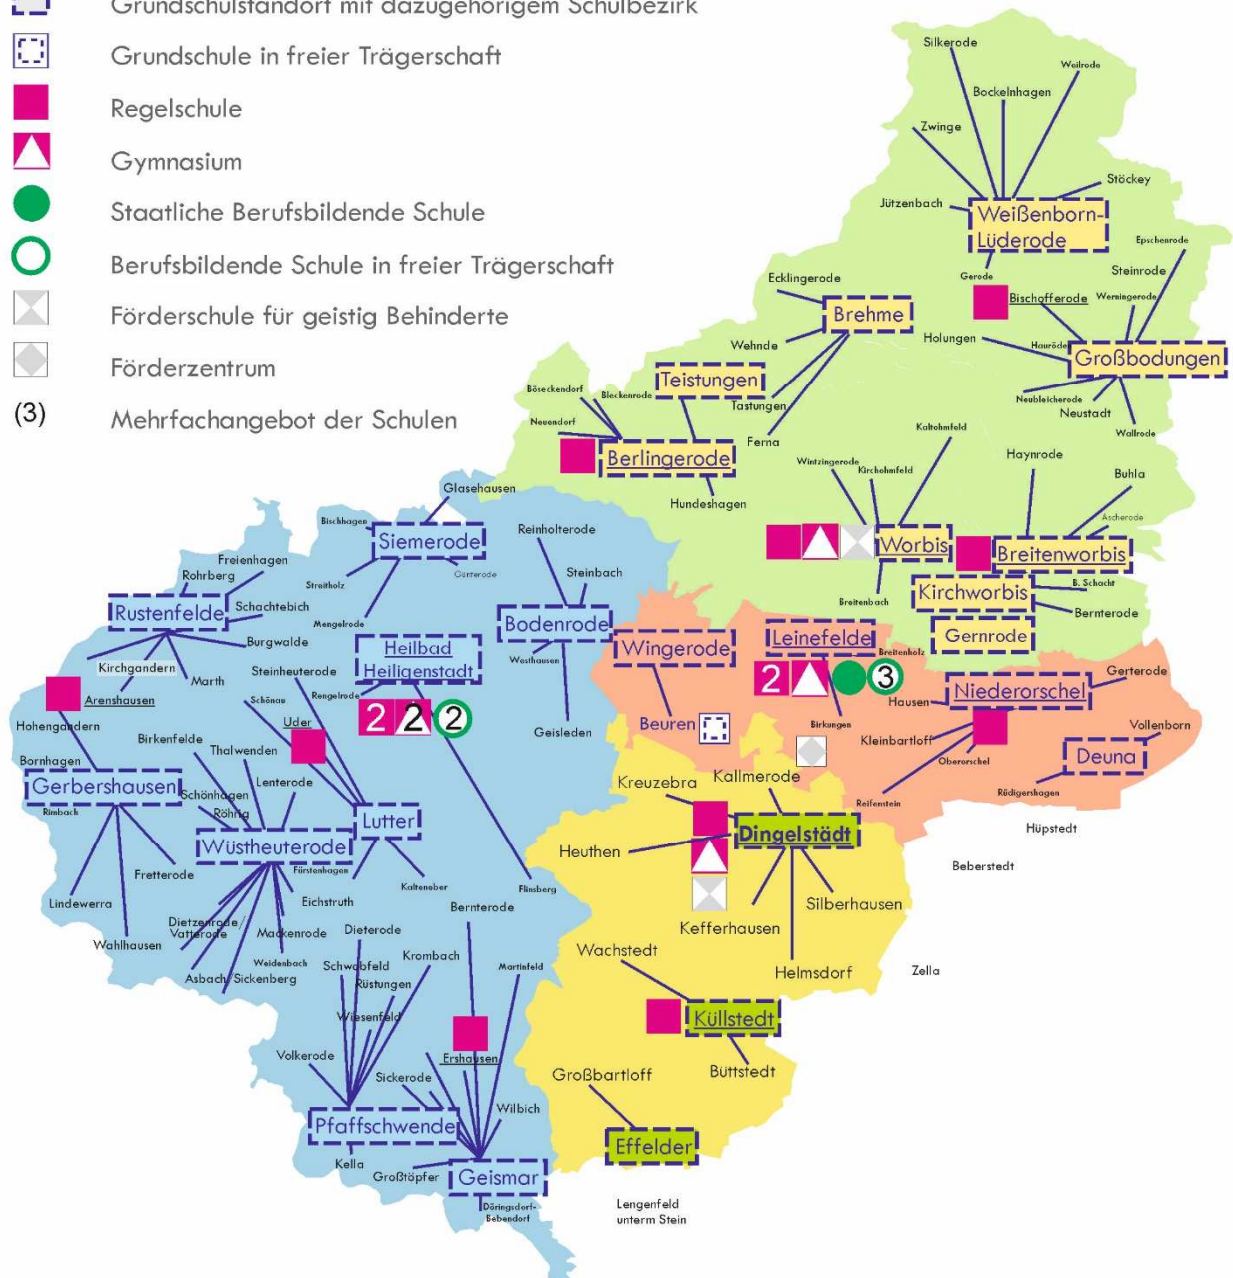 Grundschulstandort mit dazugehörigem Schulbezirk
Grundschule in freier Trägerschaft
Regelschule
Gymnasium
Staatliche Berufsbildende Schule
Berufsbildende Schule in freier Trägerschaft
Förderschule für geistig Behinderte
Förderzentrum
(3) Mehrfachangebot der Schulen
Silkerode
Weilrode
Bockelnhagen
Zwinge
Stöckey
Jützenbach
Weißenborn-
Lüderode
Epschenrode
Gerode
Steinrode
Bischofferode
Werningerode
Ecklingerode
Brehme
Holungen
Hauröden
Großbodungen
Wehnde
Teistungen
Böseckendorf
Bleckenrode
Tastungen
Neubleicherode
Neustadt
Neuendorf
Ferna
Wallrode
Berlingerode
Kaltohmfeld
Haynrode
Wintzingerode
Kirchohmfeld
Buhla
Hundeshagen
Ascherode
Worbis
Breitenworbis
Kirchworbis
B. Schacht
Breitenbach
Bernterode
Gernrode
Glasehausen
Bischhagen
Siemerode
Reinholterode
Freienhagen
Rohrberg
Streitholz
Günterode
Steinbach
Rustenfelde
Schachtebich
Mengelrode
Bodenrode
Burgwalde
Heilbad
Heiligenstadt
Wingerode
Leinefelde
Breitenholz
Kirchgandern
Steinheuterode
Westhausen
Marth
Rengelrode
2
3
Niederorschel
Gerterode
Arenshausen
Schönau
Hausen
Hohengandern
Uder
2
2
2
Beuren
Birkungen
Vollenborn
Birkenfelde
Geisleden
Kleinbartloff
Thalwenden
Oberorschel
Deuna
Bornhagen
Gerbershausen
Lenterode
Kreuzebra
Kallmerode
Rüdigershagen
Schönhagen
Reifenstein
Rimbach
Röhrig
Lutter
Dingelstädt
Hüpstedt
Wüstheuterode
Heuthen
Beberstedt
Fretterode
Fürstenhagen
Kalteneber
Flinsberg
Lindewerra
Eichstruth
Bernterode
Silberhausen
Dietzenrode/
Vatterode
Mackenrode
Dieterode
Kefferhausen
Wahlhausen
Weidenbach
Krombach
Wachstedt
Schwobfeld
Martinfeld
Helmsdorf
Zella
Asbach/Sickenberg
Rüstungen
Wiesenfeld
Küllstedt
Volkerode
Ershausen
Büttstedt
Sickerode
Großbartloff
Wilbich
Pfaffschwende
Effelder
Kella
Großtöpfer
Geismar
Döringsdorf-
Bebendorf
Lengenfeld
unterm Stein